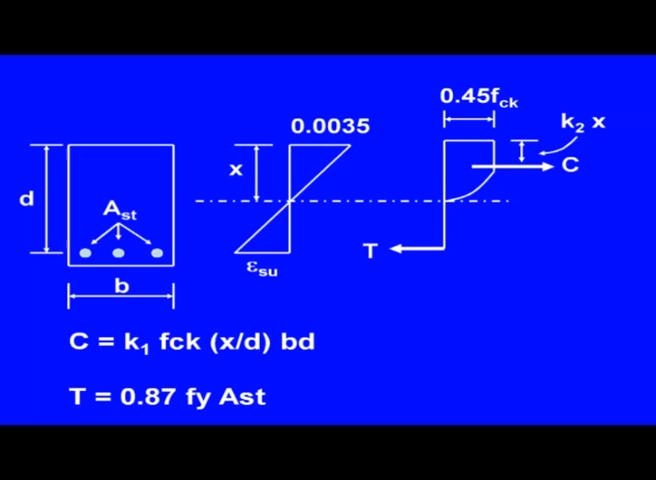 0.45fck
0.0035
k2 x
x
C
d
Ast
T
εsu
b
C = k1 fck (x/d) bd
T = 0.87 fy Ast